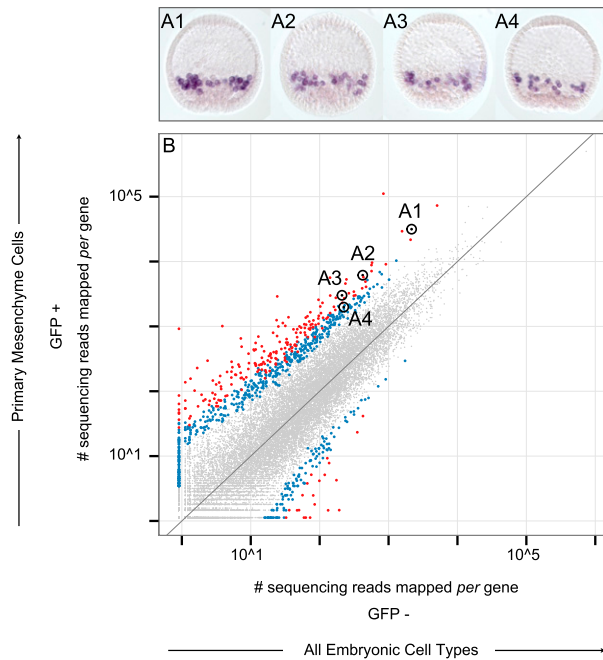 A1 A2 A3 A4
B
10^5
A1
A2
A3
A4
10^1
Primary Mesenchyme Cells
GFP +
# sequencing reads mapped per gene
10^1 10^5
# sequencing reads mapped per gene
GFP -
All Embryonic Cell Types